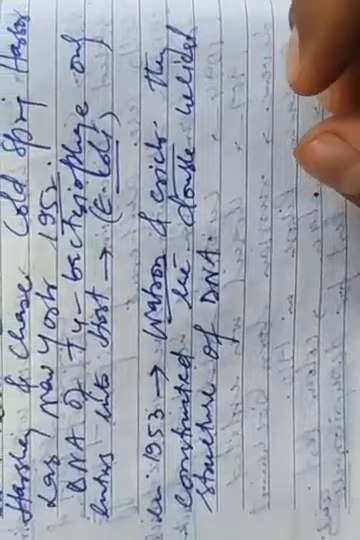 Hershey & Chase Cold Spring Harbor
Lab, New York 1952.
DNA of T4-bacteriophage only
enters into Host → (E. coli)
in 1953 → Watson & Crick they
constructed the double helical
structure of DNA.